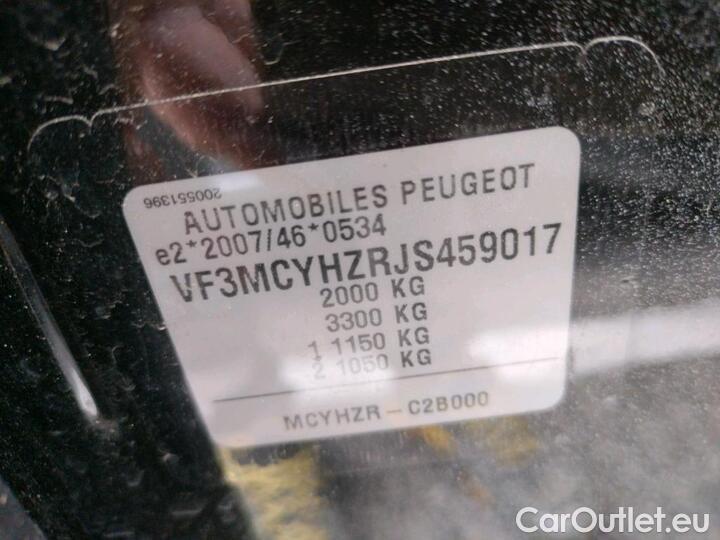 200551396
AUTOMOBILES PEUGEOT
e2*2007/46*0534
VF3MCYHZRJS459017
2000 KG
3300 KG
1 1150 KG
2 1050 KG
MCYHZR - C2B000
CarOutlet.eu